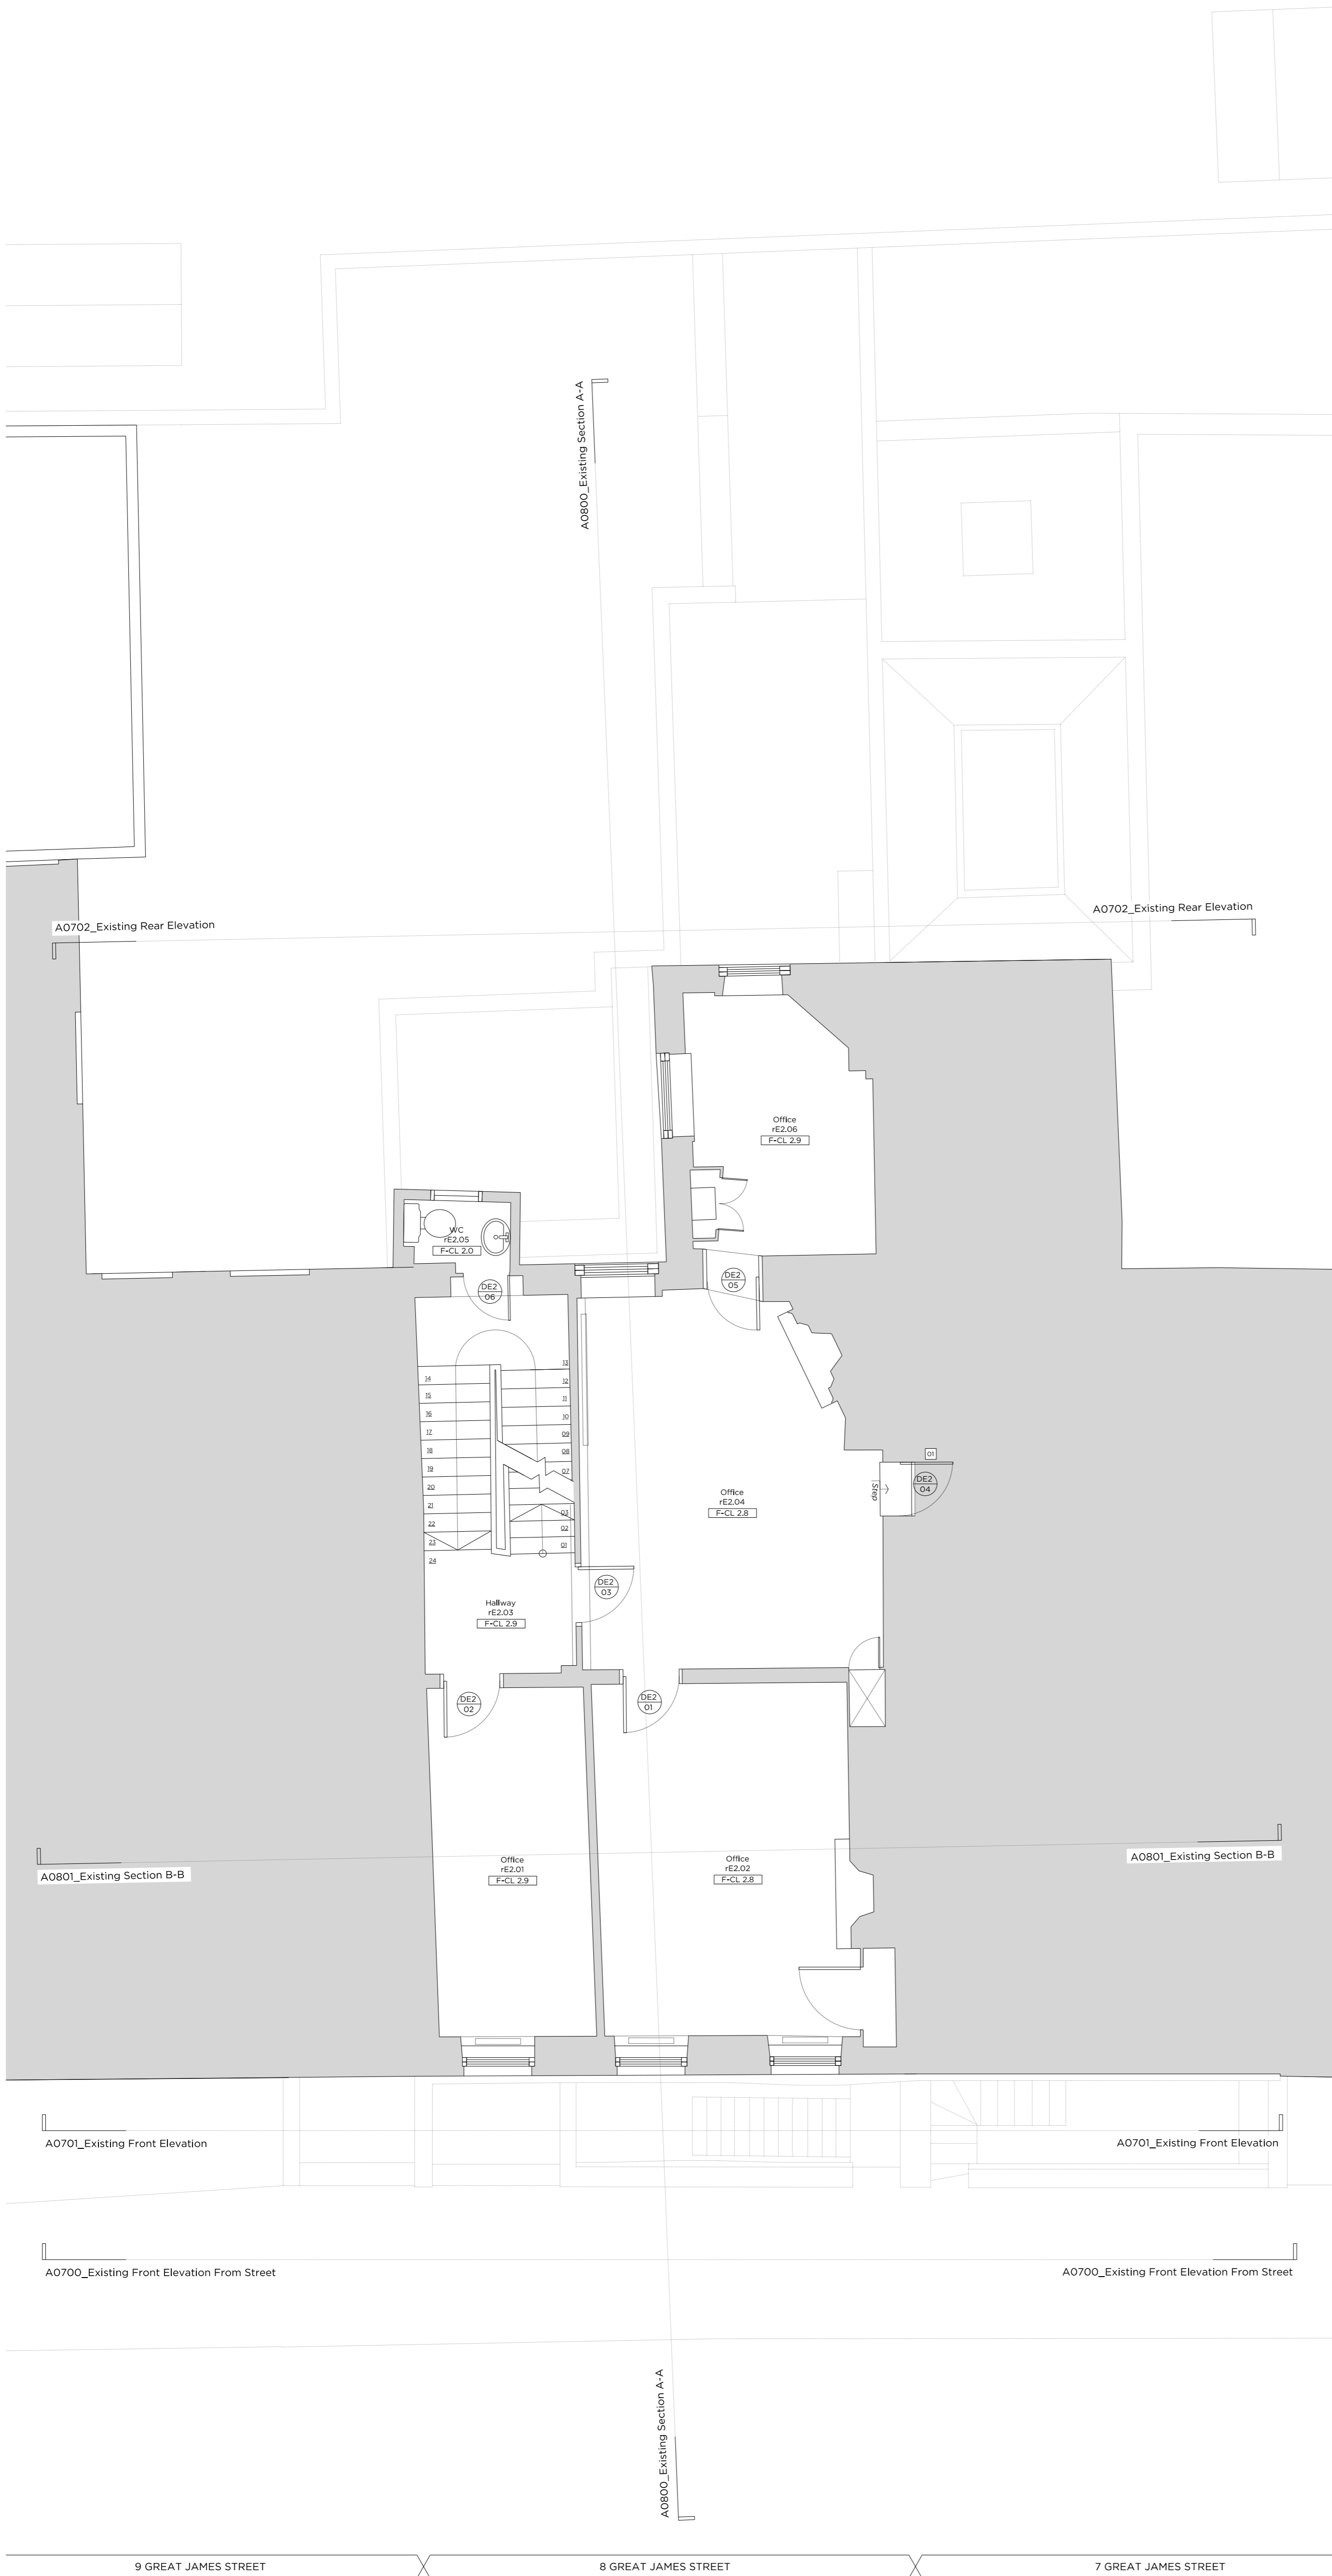 A0800_Existing Section A-A
A0702_Existing Rear Elevation
A0702_Existing Rear Elevation
Office
rE2.06
F-CL 2.9
WC
rE2.05
F-CL 2.0
DE2
05
DE2
06
13
14
12
15
11
16
10
17
09
18
08
19
07
20
21
03
22
02
23
01
24
01
DE2
04
Step
Office
rE2.04
F-CL 2.8
DE2
03
Hallway
rE2.03
F-CL 2.9
DE2
02
DE2
01
Office
rE2.01
F-CL 2.9
Office
rE2.02
F-CL 2.8
A0801_Existing Section B-B
A0801_Existing Section B-B
A0701_Existing Front Elevation
A0701_Existing Front Elevation
A0700_Existing Front Elevation From Street
A0700_Existing Front Elevation From Street
A0800_Existing Section A-A
9 GREAT JAMES STREET
8 GREAT JAMES STREET
7 GREAT JAMES STREET